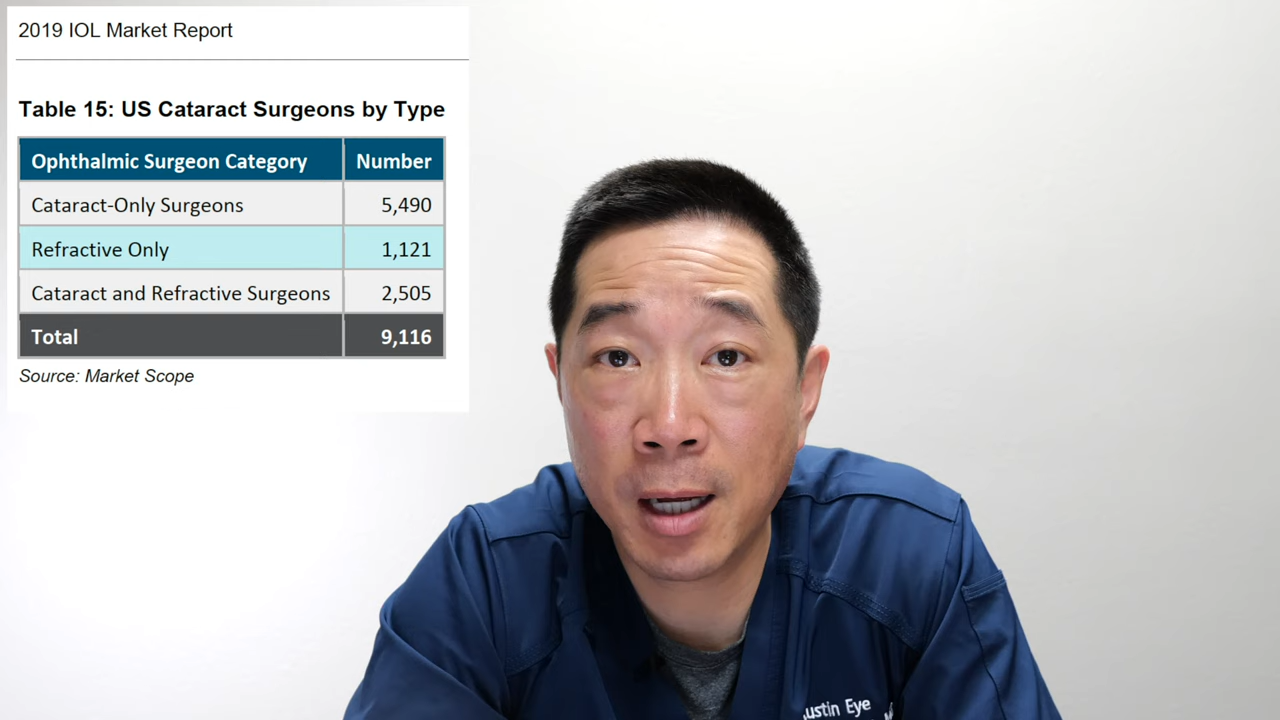 2019 IOL Market Report
Table 15: US Cataract Surgeons by Type
Ophthalmic Surgeon Category Number
Cataract-Only Surgeons 5,490
Refractive Only 1,121
Cataract and Refractive Surgeons 2,505
Total 9,116
Source: Market Scope
ustin Eye